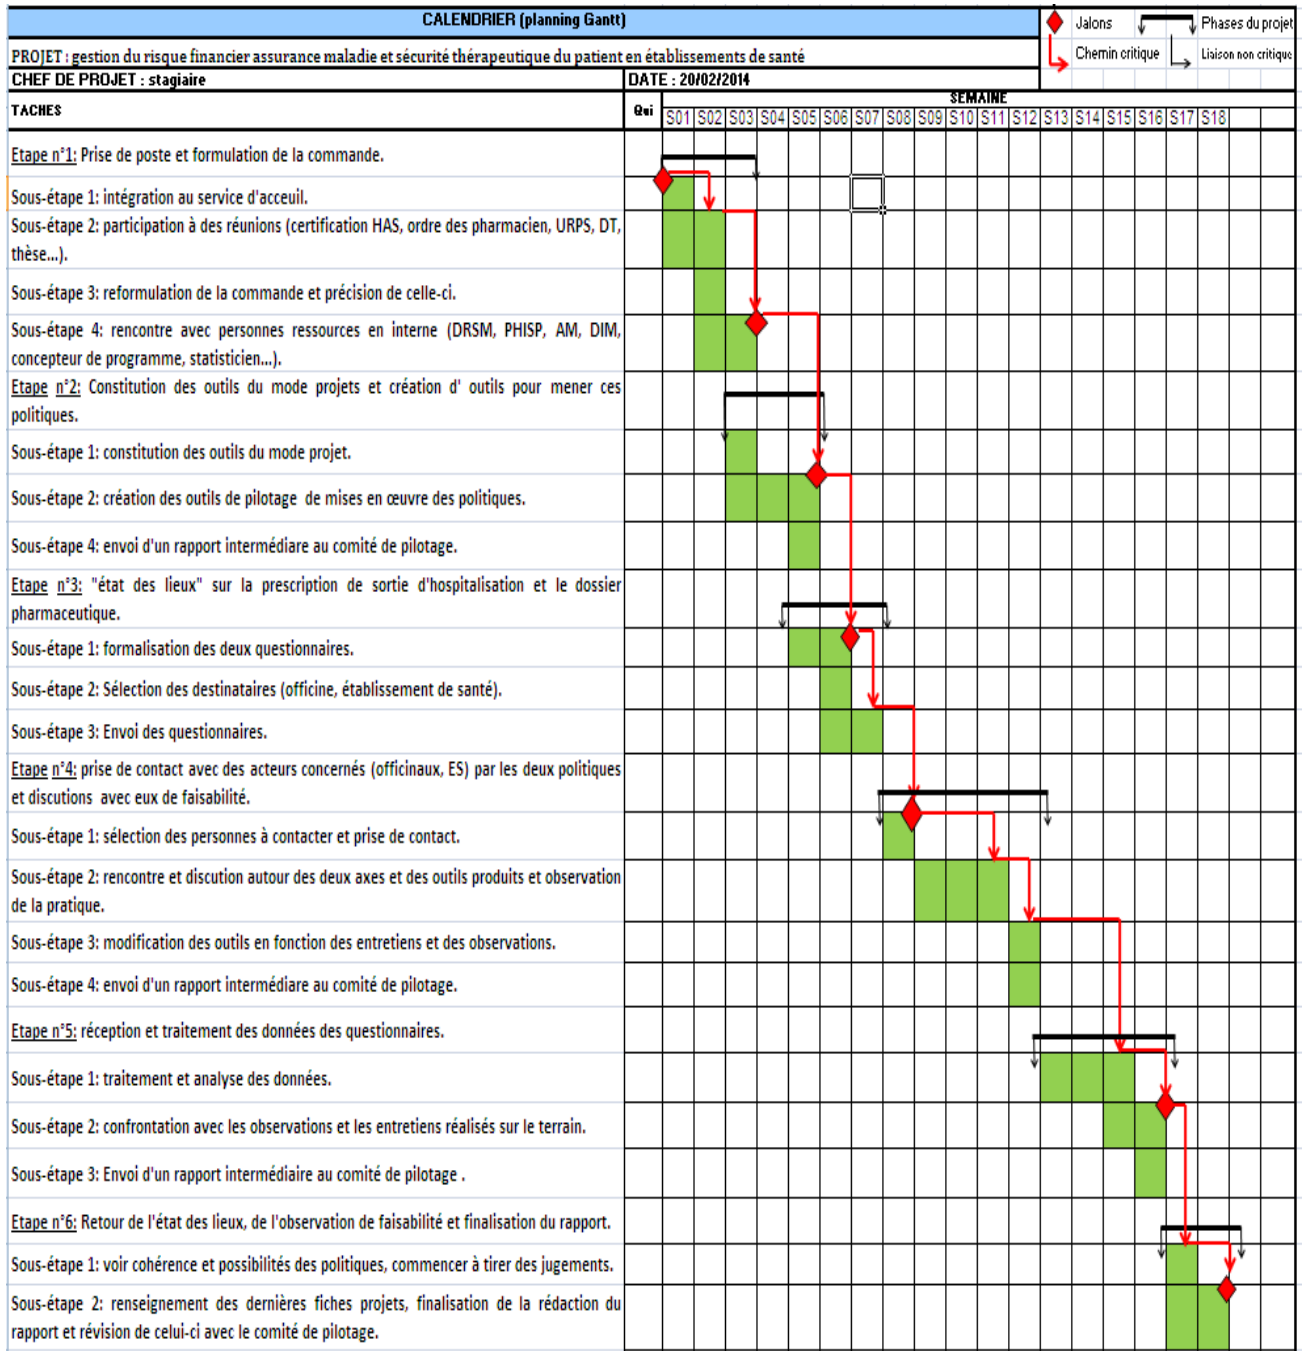 CALENDRIER (planning Gantt)
Jalons
Phases du projet
Chemin critique
Liaison non critique
PROJET : gestion du risque financier assurance maladie et sécurité thérapeutique du patient en établissements de santé
CHEF DE PROJET : stagiaire
DATE : 20/02/2014
TACHES
Qui
SEMAINE
S01 S02 S03 S04 S05 S06 S07 S08 S09 S10 S11 S12 S13 S14 S15 S16 S17 S18
Etape n°1: Prise de poste et formulation de la commande.
Sous-étape 1: intégration au service d'acceuil.
Sous-étape 2: participation à des réunions (certification HAS, ordre des pharmacien, URPS, DT,
thèse...).
Sous-étape 3: reformulation de la commande et précision de celle-ci.
Sous-étape 4: rencontre avec personnes ressources en interne (DRSM, PHISP, AM, DIM,
concepteur de programme, statisticien...).
Etape n°2: Constitution des outils du mode projets et création d' outils pour mener ces
politiques.
Sous-étape 1: constitution des outils du mode projet.
Sous-étape 2: création des outils de pilotage de mises en œuvre des politiques.
Sous-étape 4: envoi d'un rapport intermédiare au comité de pilotage.
Etape n°3: "état des lieux" sur la prescription de sortie d'hospitalisation et le dossier
pharmaceutique.
Sous-étape 1: formalisation des deux questionnaires.
Sous-étape 2: Sélection des destinataires (officine, établissement de santé).
Sous-étape 3: Envoi des questionnaires.
Etape n°4: prise de contact avec des acteurs concernés (officinaux, ES) par les deux politiques
et discutions avec eux de faisabilité.
Sous-étape 1: sélection des personnes à contacter et prise de contact.
Sous-étape 2: rencontre et discution autour des deux axes et des outils produits et observation
de la pratique.
Sous-étape 3: modification des outils en fonction des entretiens et des observations.
Sous-étape 4: envoi d'un rapport intermédiare au comité de pilotage.
Etape n°5: réception et traitement des données des questionnaires.
Sous-étape 1: traitement et analyse des données.
Sous-étape 2: confrontation avec les observations et les entretiens réalisés sur le terrain.
Sous-étape 3: Envoi d'un rapport intermédiaire au comité de pilotage .
Etape n°6: Retour de l'état des lieux, de l'observation de faisabilité et finalisation du rapport.
Sous-étape 1: voir cohérence et possibilités des politiques, commencer à tirer des jugements.
Sous-étape 2: renseignement des dernières fiches projets, finalisation de la rédaction du
rapport et révision de celui-ci avec le comité de pilotage.